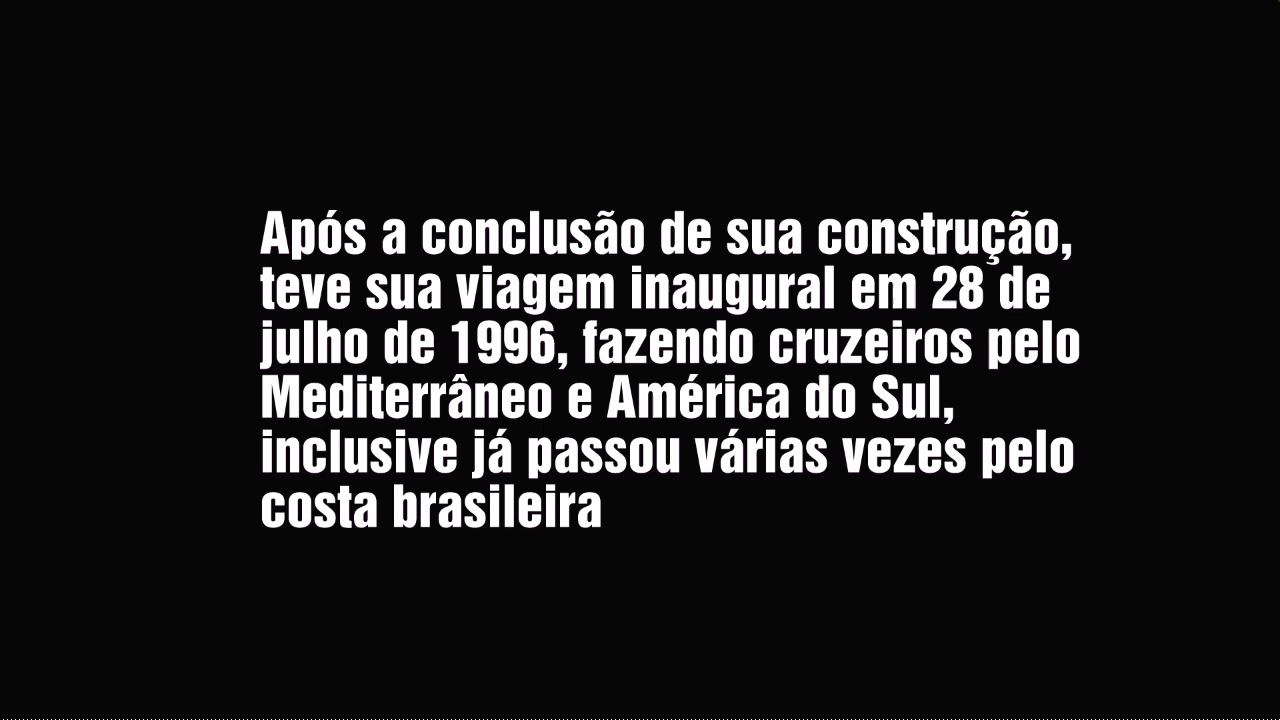 Após a conclusão de sua construção,
teve sua viagem inaugural em 28 de
julho de 1996, fazendo cruzeiros pelo
Mediterrâneo e América do Sul,
inclusive já passou várias vezes pelo
costa brasileira